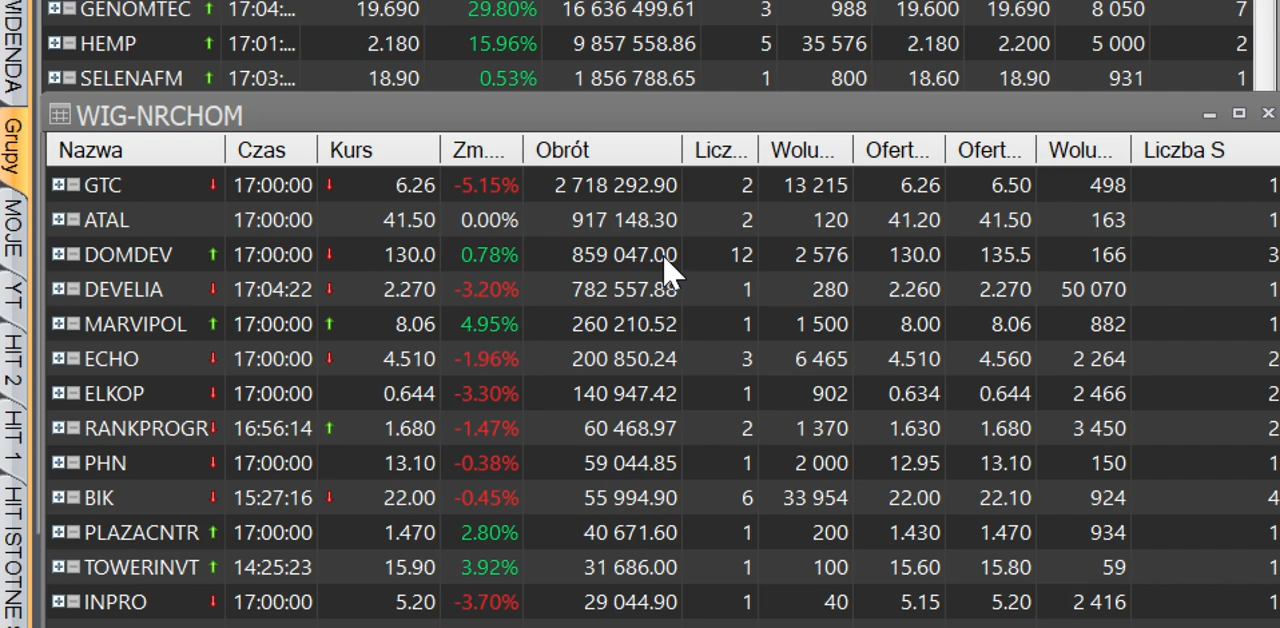 GENOMTEC 17:04:... 19.690 29.80% 16 636 499.61 3 988 19.600 19.690 8 050 7
HEMP 17:01:... 2.180 15.96% 9 857 558.86 5 35 576 2.180 2.200 5 000 2
SELENAFM 17:03:... 18.90 0.53% 1 856 788.65 1 800 18.60 18.90 931 1
WIG-NRCHOM
Nazwa Czas Kurs Zm.... Obrót Licz... Wolu... Ofert... Ofert... Wolu... Liczba S
GTC 17:00:00 6.26 -5.15% 2 718 292.90 2 13 215 6.26 6.50 498 1
ATAL 17:00:00 41.50 0.00% 917 148.30 2 120 41.20 41.50 163 1
DOMDEV 17:00:00 130.0 0.78% 859 047.00 12 2 576 130.0 135.5 166 3
DEVELIA 17:04:22 2.270 -3.20% 782 557.88 1 280 2.260 2.270 50 070 1
MARVIPOL 17:00:00 8.06 4.95% 260 210.52 1 1 500 8.00 8.06 882 1
ECHO 17:00:00 4.510 -1.96% 200 850.24 3 6 465 4.510 4.560 2 264 2
ELKOP 17:00:00 0.644 -3.30% 140 947.42 1 902 0.634 0.644 2 466 2
RANKPROGR 16:56:14 1.680 -1.47% 60 468.97 2 1 370 1.630 1.680 3 450 2
PHN 17:00:00 13.10 -0.38% 59 044.85 1 2 000 12.95 13.10 150 1
BIK 15:27:16 22.00 -0.45% 55 994.90 6 33 954 22.00 22.10 924 4
PLAZACNTR 17:00:00 1.470 2.80% 40 671.60 1 200 1.430 1.470 934 1
TOWERINVT 14:25:23 15.90 3.92% 31 686.00 1 100 15.60 15.80 59 1
INPRO 17:00:00 5.20 -3.70% 29 044.90 1 40 5.15 5.20 2 416 1
Grupy
MOJE
YT
HIT 2
HIT 1
HIT ISTOTNE